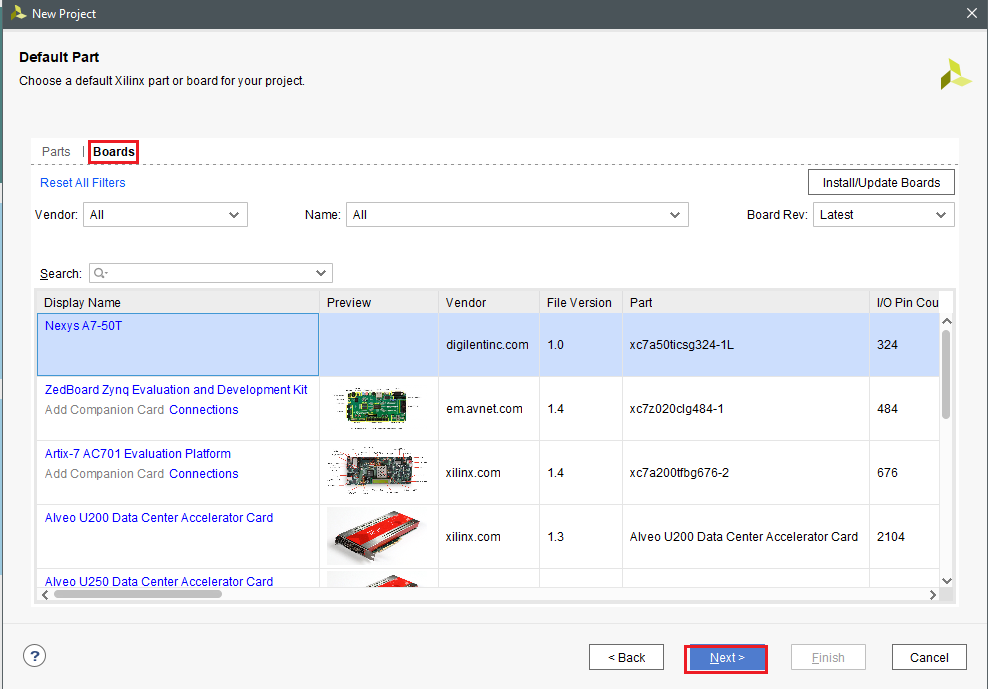 New Project
Default Part
Choose a default Xilinx part or board for your project.
Parts | Boards
Reset All Filters
Install/Update Boards
Vendor: All Name: All Board Rev: Latest
Search:
Display Name Preview Vendor File Version Part I/O Pin Cou
Nexys A7-50T
digilentinc.com 1.0 xc7a50ticsg324-1L 324
ZedBoard Zynq Evaluation and Development Kit
Add Companion Card Connections
em.avnet.com 1.4 xc7z020clg484-1 484
Artix-7 AC701 Evaluation Platform
Add Companion Card Connections
xilinx.com 1.4 xc7a200tfbg676-2 676
Alveo U200 Data Center Accelerator Card
xilinx.com 1.3 Alveo U200 Data Center Accelerator Card 2104
Alveo U250 Data Center Accelerator Card
? < Back Next > Finish Cancel